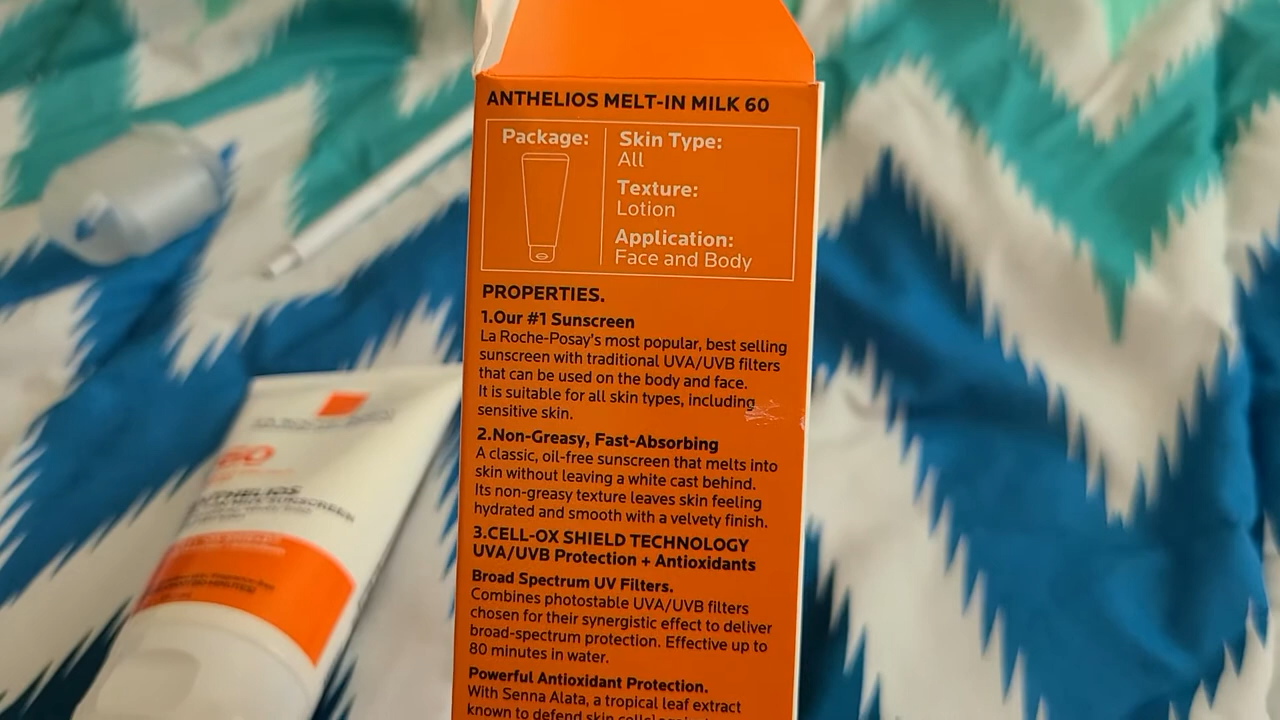 ANTHELIOS MELT-IN MILK 60
Package:
Skin Type:
All
Texture:
Lotion
Application:
Face and Body
PROPERTIES.
1.Our #1 Sunscreen
La Roche-Posay's most popular, best selling
sunscreen with traditional UVA/UVB filters
that can be used on the body and face.
It is suitable for all skin types, including
sensitive skin.
2.Non-Greasy, Fast-Absorbing
A classic, oil-free sunscreen that melts into
skin without leaving a white cast behind.
Its non-greasy texture leaves skin feeling
hydrated and smooth with a velvety finish.
3.CELL-OX SHIELD TECHNOLOGY
UVA/UVB Protection + Antioxidants
Broad Spectrum UV Filters.
Combines photostable UVA/UVB filters
chosen for their synergistic effect to deliver
broad-spectrum protection. Effective up to
80 minutes in water.
Powerful Antioxidant Protection.
With Senna Alata, a tropical leaf extract
known to defend skin cells
60
ANTHELIOS
MILK SUNSCREEN